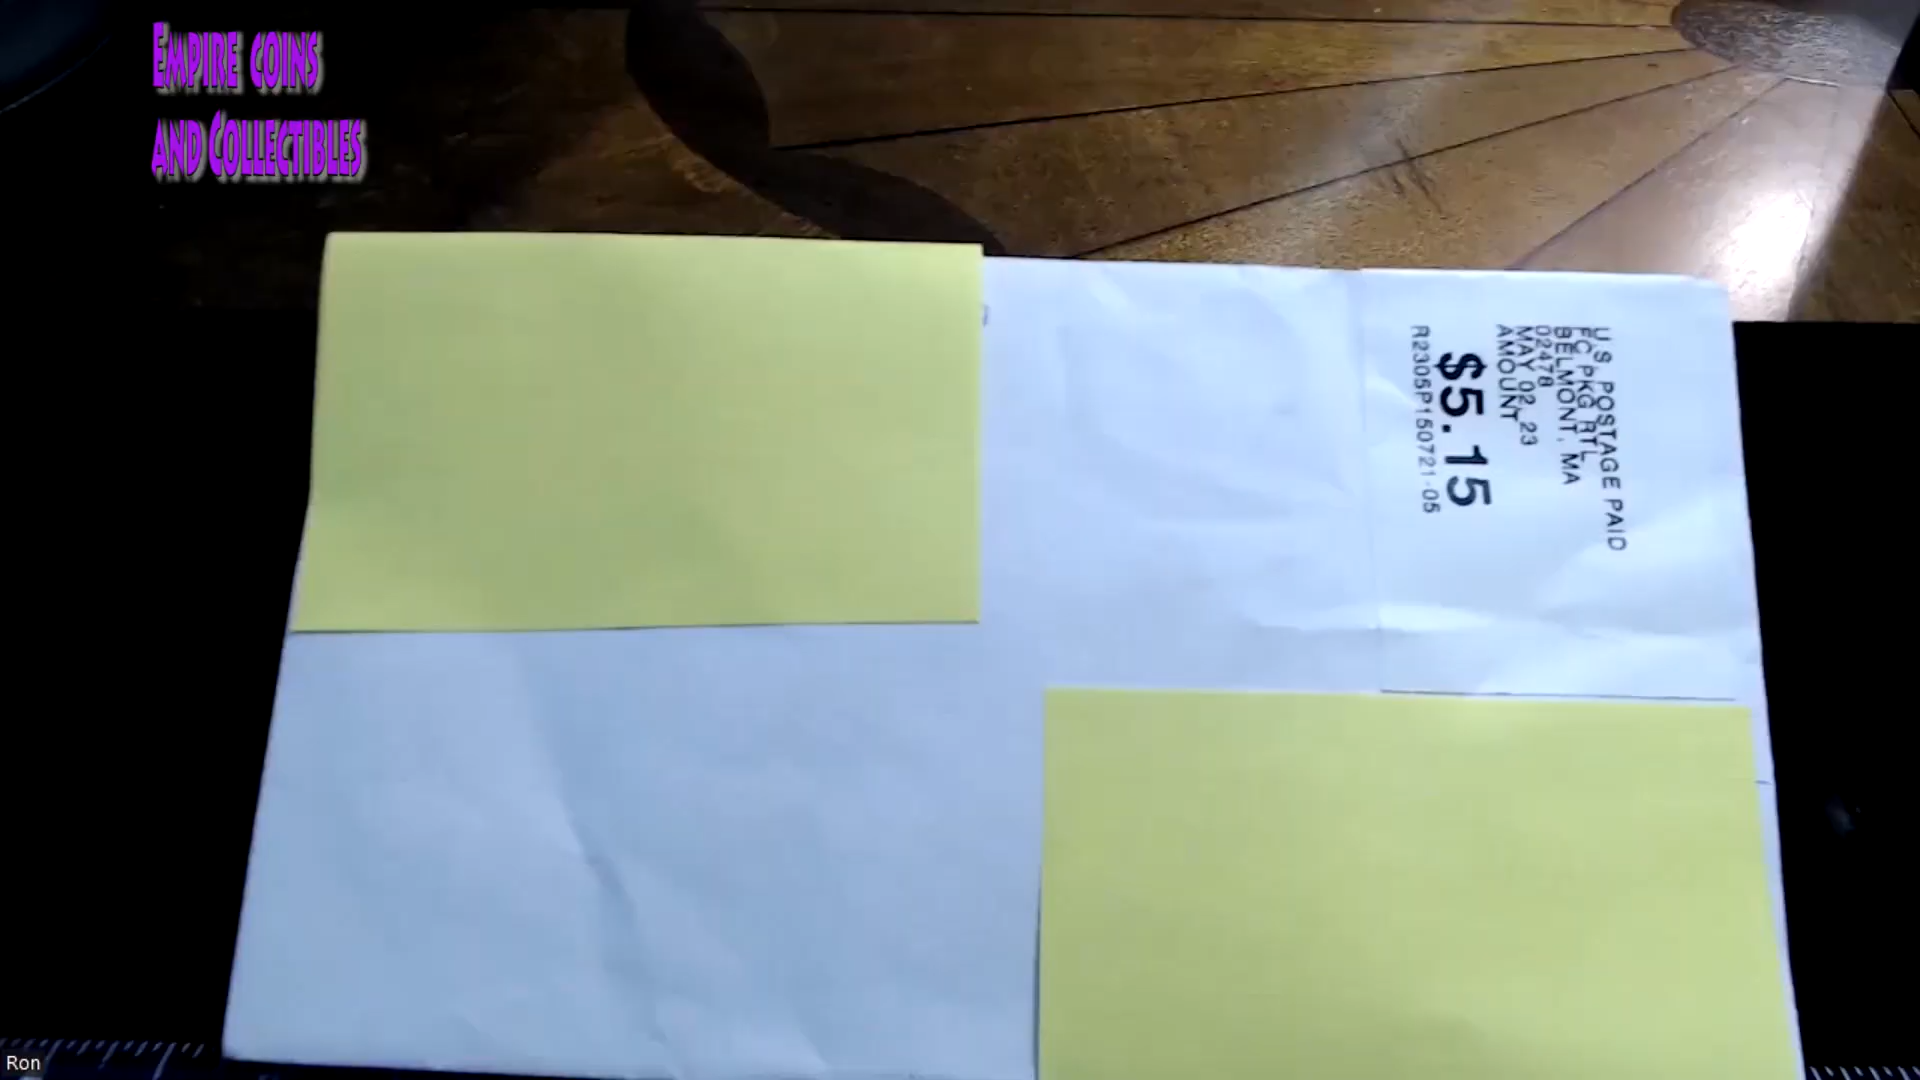 Empire coins
and Collectibles
U.S. POSTAGE PAID
FC PKG RTL
BELMONT, MA
02478
MAY 02, 23
AMOUNT
$5.15
R2305P150721-05
Ron